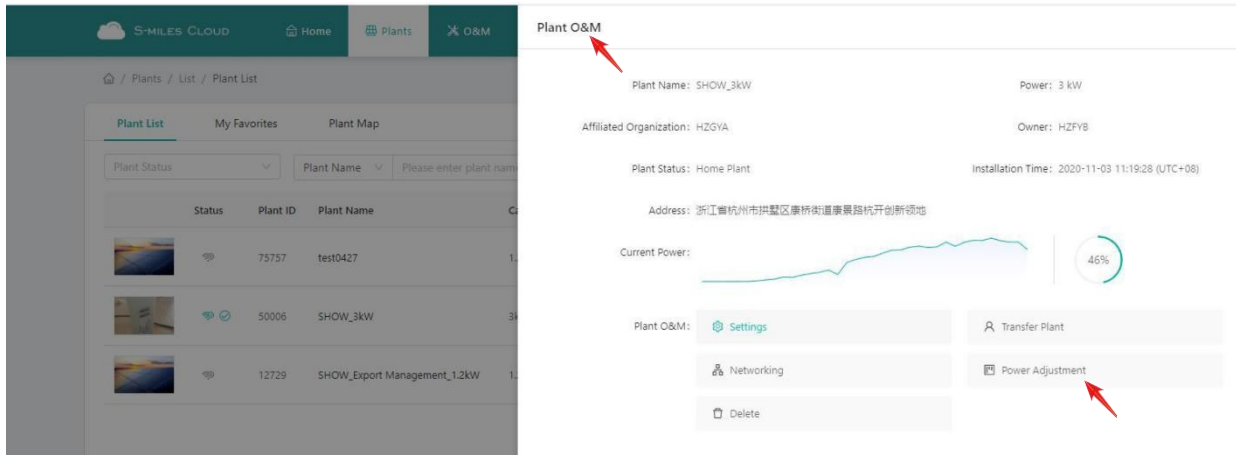 S-MILES CLOUD
Home
Plants
O&M
/ Plants / List / Plant List
Plant List
My Favorites
Plant Map
Plant Status
Plant Name
Please enter plant nam
Status
Plant ID
Plant Name
Ca
75757
test0427
1.
50006
SHOW_3kW
3k
12729
SHOW_Export Management_1.2kW
1.
Plant O&M
Plant Name: SHOW_3kW
Power: 3 kW
Affiliated Organization: HZGYA
Owner: HZFYB
Plant Status: Home Plant
Installation Time: 2020-11-03 11:19:28 (UTC+08)
Address: 浙江省杭州市拱墅区康桥街道康景路杭开创新领地
Current Power:
46%
Plant O&M:
Settings
Transfer Plant
Networking
Power Adjustment
Delete